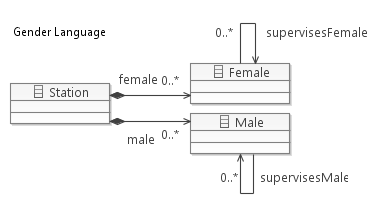 Gender Language
0..* supervisesFemale
female 0..* Female
Station
Male
male 0..*
0..* supervisesMale